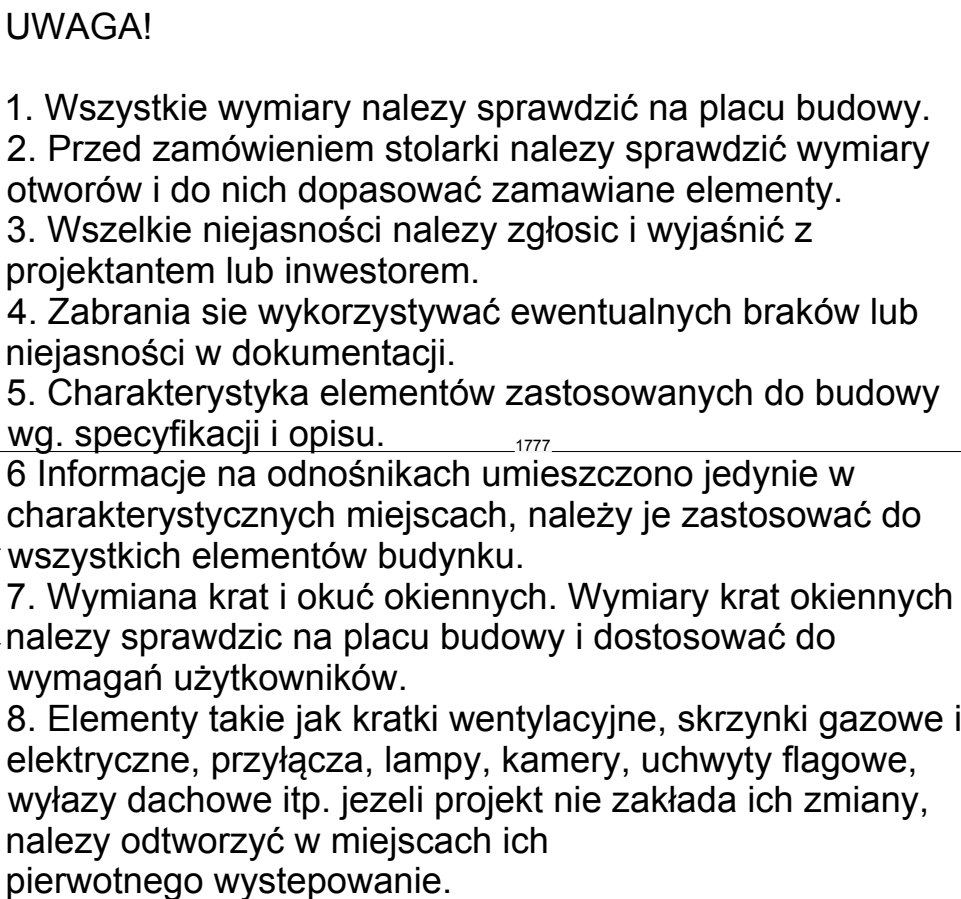 UWAGA!
1. Wszystkie wymiary nalezy sprawdzić na placu budowy.
2. Przed zamówieniem stolarki nalezy sprawdzić wymiary
otworów i do nich dopasować zamawiane elementy.
3. Wszelkie niejasności nalezy zgłosic i wyjaśnić z
projektantem lub inwestorem.
4. Zabrania sie wykorzystywać ewentualnych braków lub
niejasności w dokumentacji.
5. Charakterystyka elementów zastosowanych do budowy
wg. specyfikacji i opisu.
1777
6 Informacje na odnośnikach umieszczono jedynie w
charakterystycznych miejscach, należy je zastosować do
wszystkich elementów budynku.
7. Wymiana krat i okuć okiennych. Wymiary krat okiennych
nalezy sprawdzic na placu budowy i dostosować do
wymagań użytkowników.
8. Elementy takie jak kratki wentylacyjne, skrzynki gazowe i
elektryczne, przyłącza, lampy, kamery, uchwyty flagowe,
wyłazy dachowe itp. jezeli projekt nie zakłada ich zmiany,
nalezy odtworzyć w miejscach ich
pierwotnego wystepowanie.